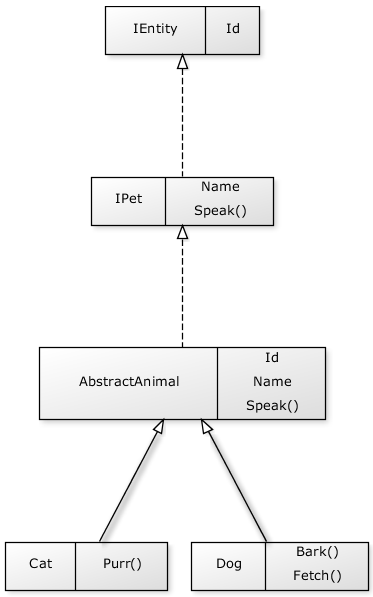 IEntity Id
IPet
Name
Speak()
AbstractAnimal
Id
Name
Speak()
Cat Purr()
Dog
Bark()
Fetch()